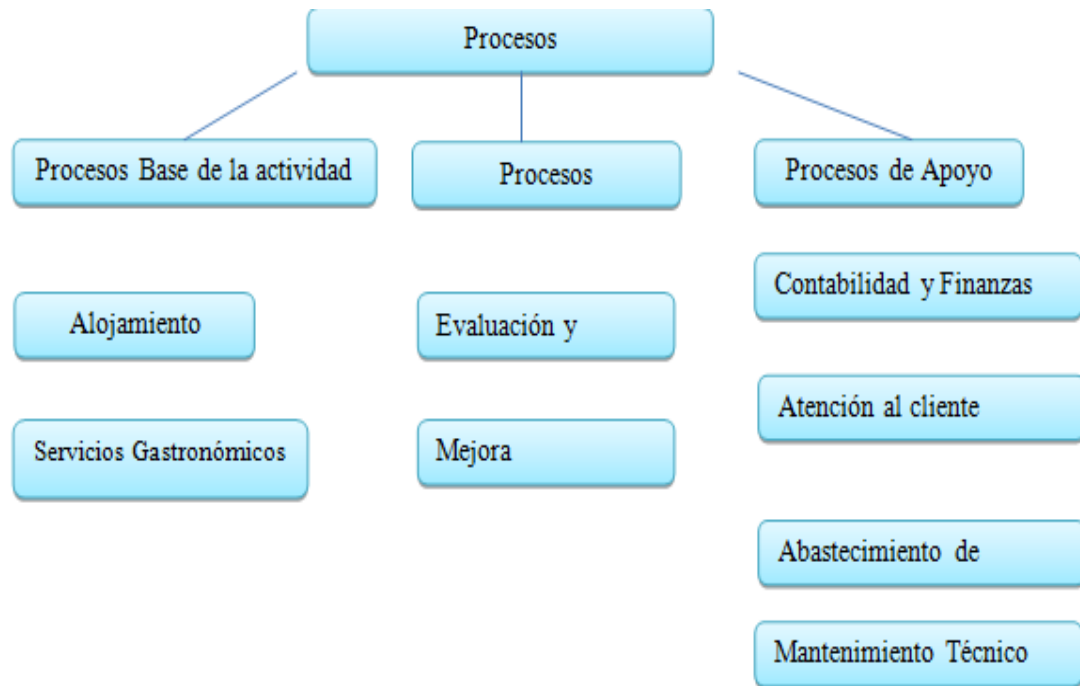 Procesos
Procesos Base de la actividad
Procesos
Procesos de Apoyo
Alojamiento
Servicios Gastronómicos
Evaluación y
Mejora
Contabilidad y Finanzas
Atención al cliente
Abastecimiento de
Mantenimiento Técnico